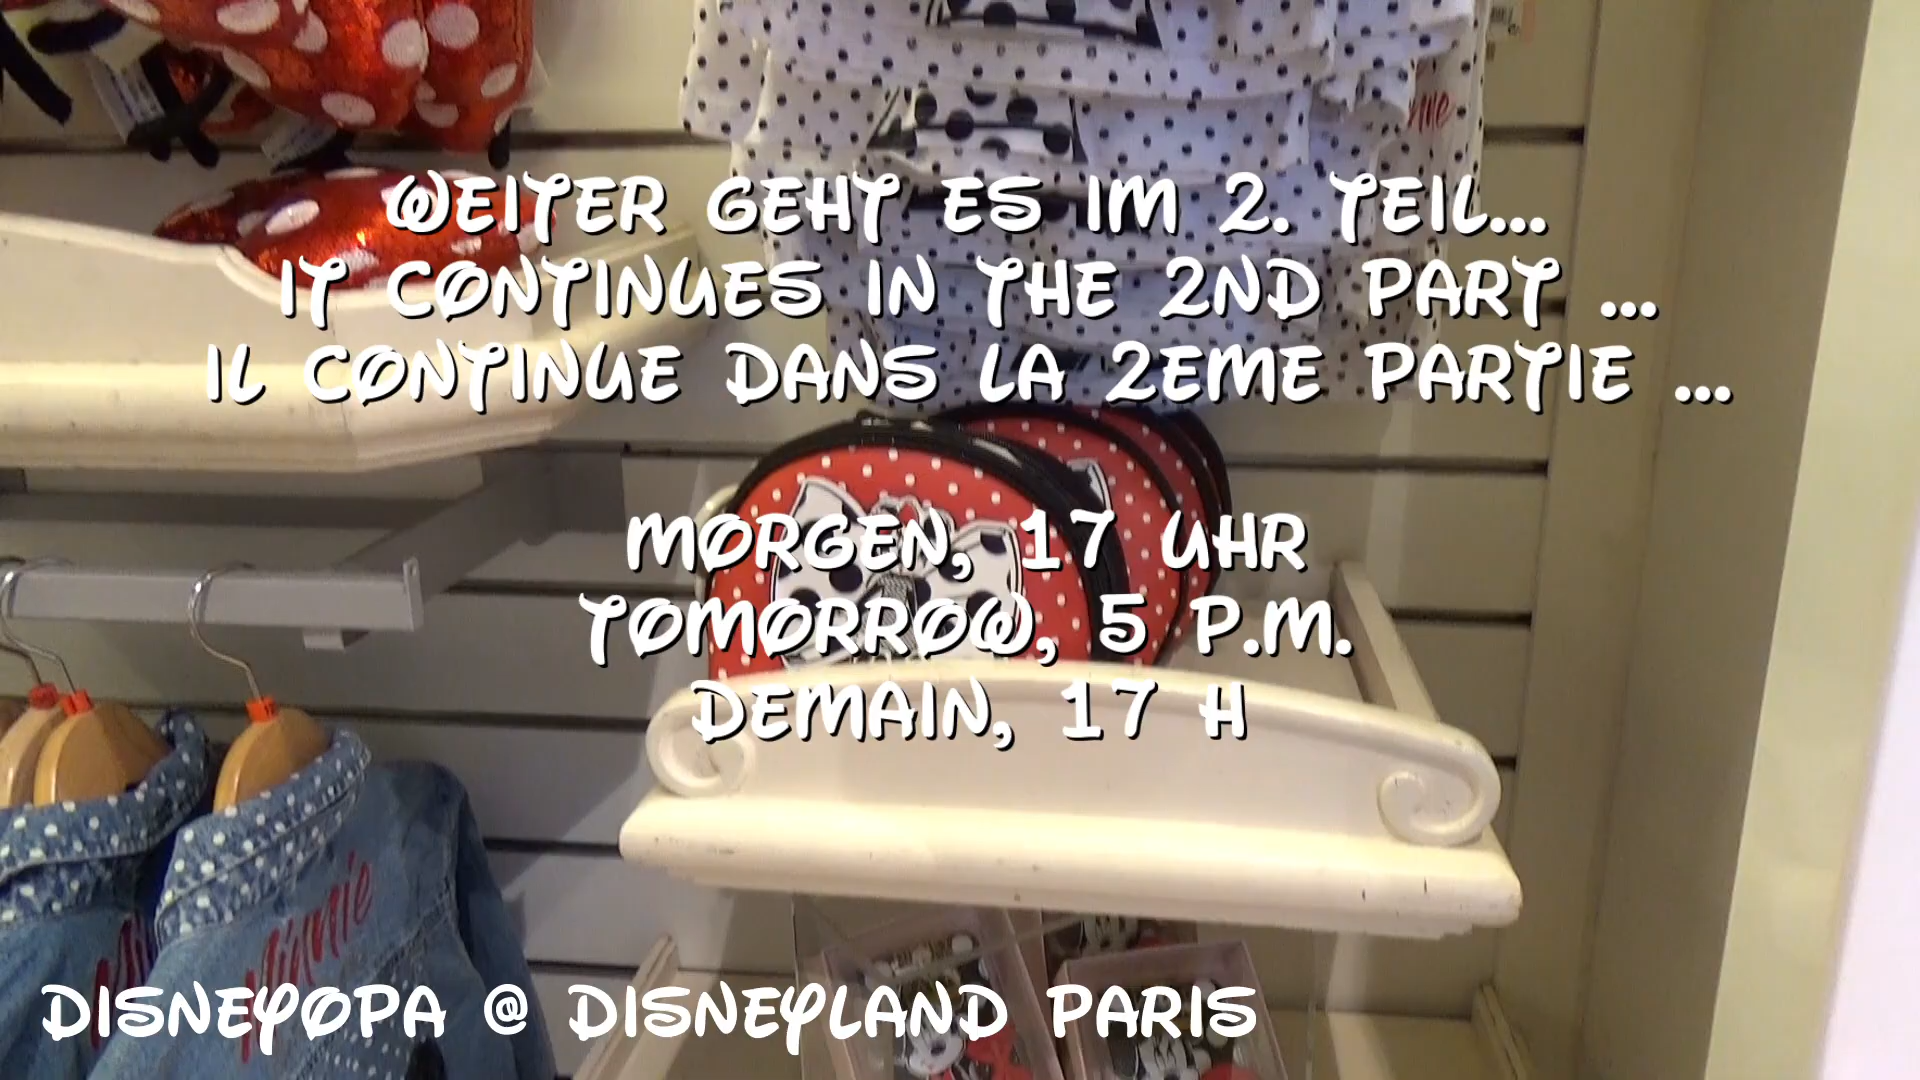 WEITER GEHT ES IM 2. TEIL...
IT CONTINUES IN THE 2ND PART ...
IL CONTINUE DANS LA 2EME PARTIE ...
MORGEN, 17 UHR
TOMORROW, 5 P.M.
DEMAIN, 17 H
Minnie
DISNEYOPA @ DISNEYLAND PARIS